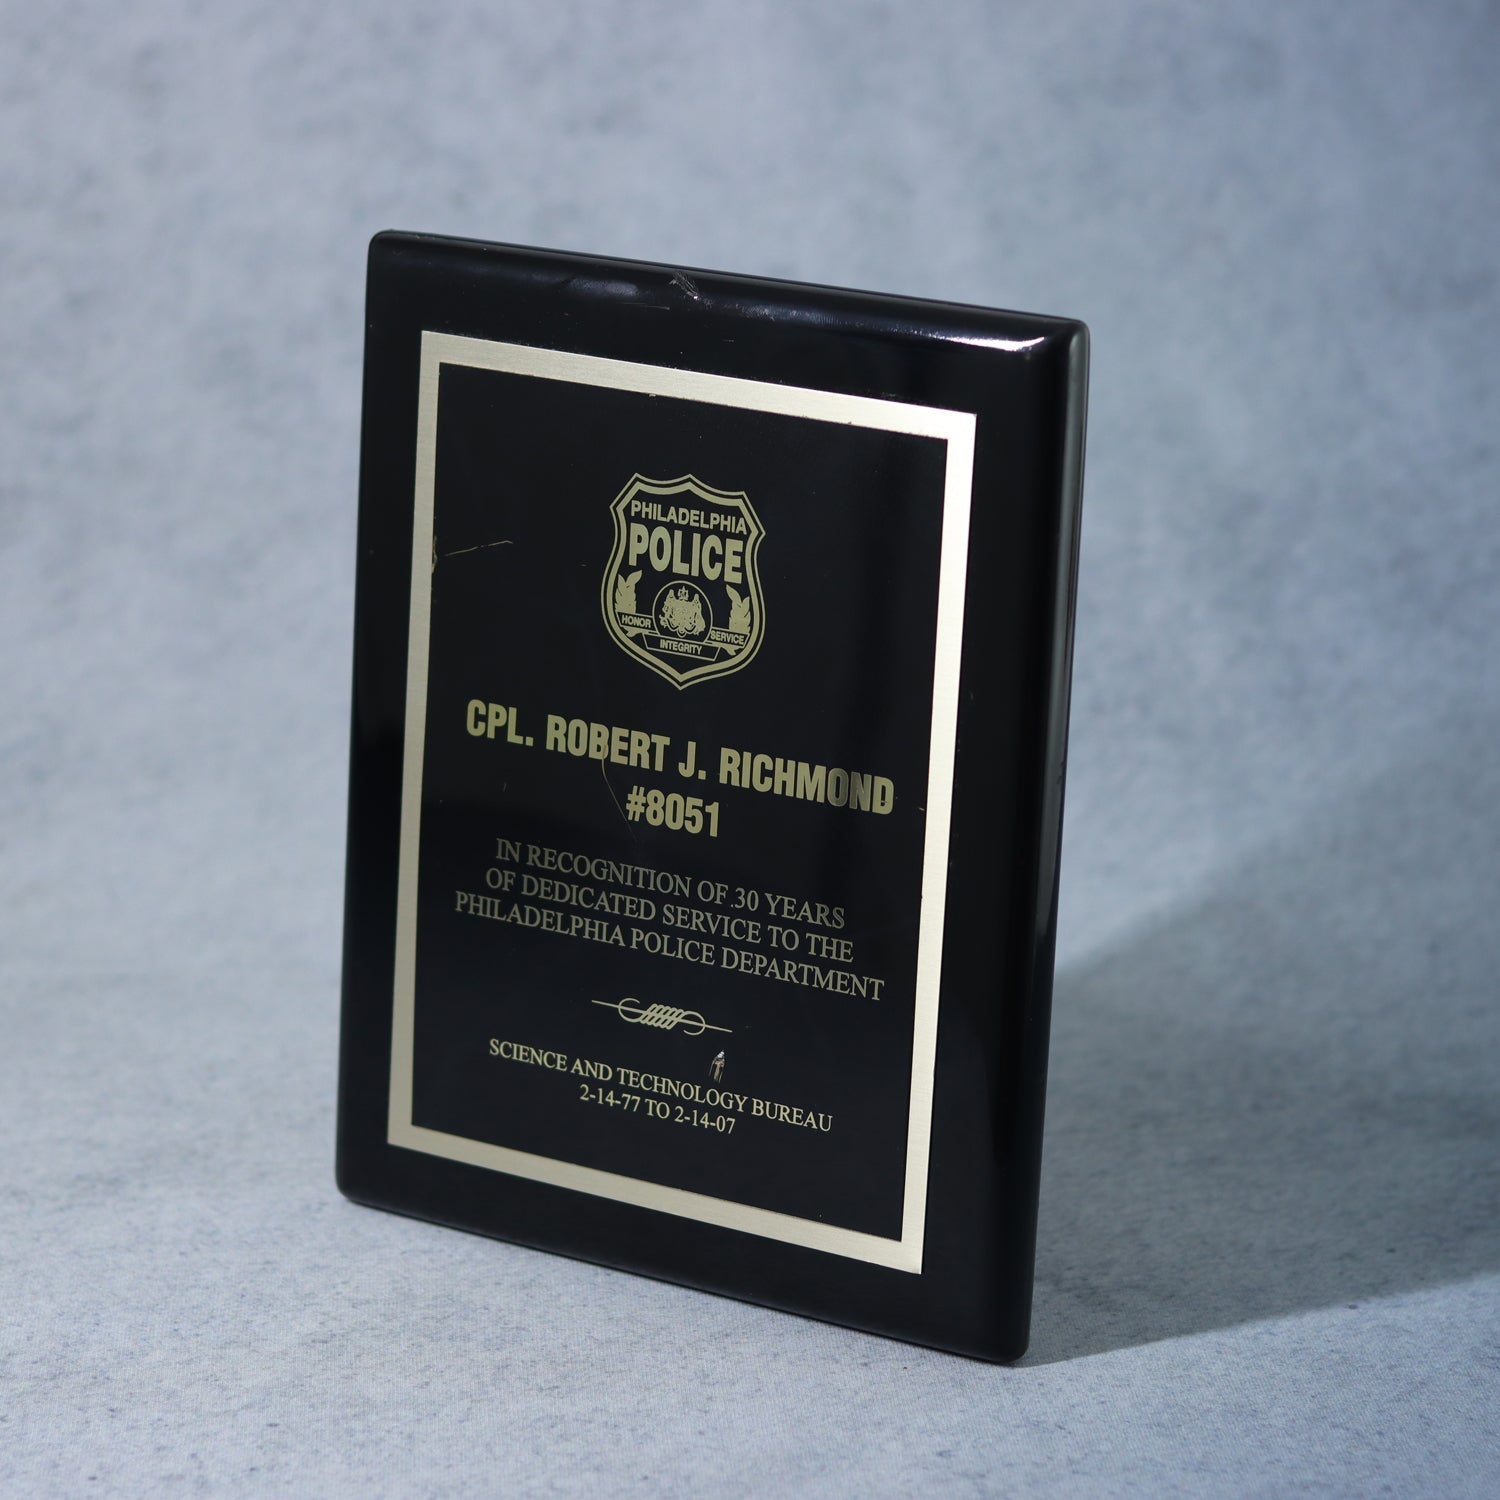 PHILADELPHIA
POLICE
HONOR
INTEGRITY
SERVICE
CPL. ROBERT J. RICHMOND
#8051
IN RECOGNITION OF 30 YEARS
OF DEDICATED SERVICE TO THE
PHILADELPHIA POLICE DEPARTMENT
SCIENCE AND TECHNOLOGY BUREAU
2-14-77 TO 2-14-07